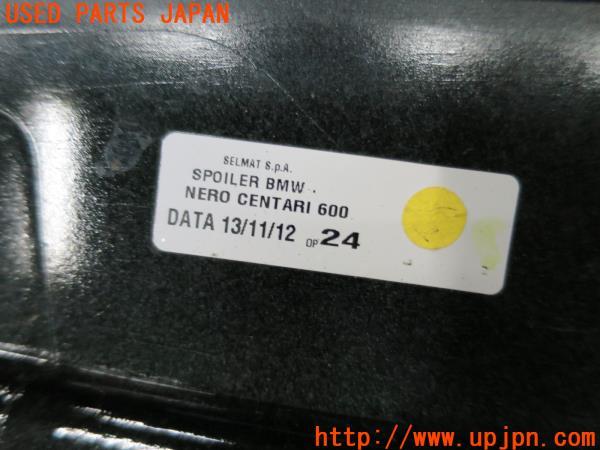 USED PARTS JAPAN
SELMAT S.p.A.
SPOILER BMW .
NERO CENTARI 600
DATA 13/11/12 OP 24
http://www.upjpn.com/